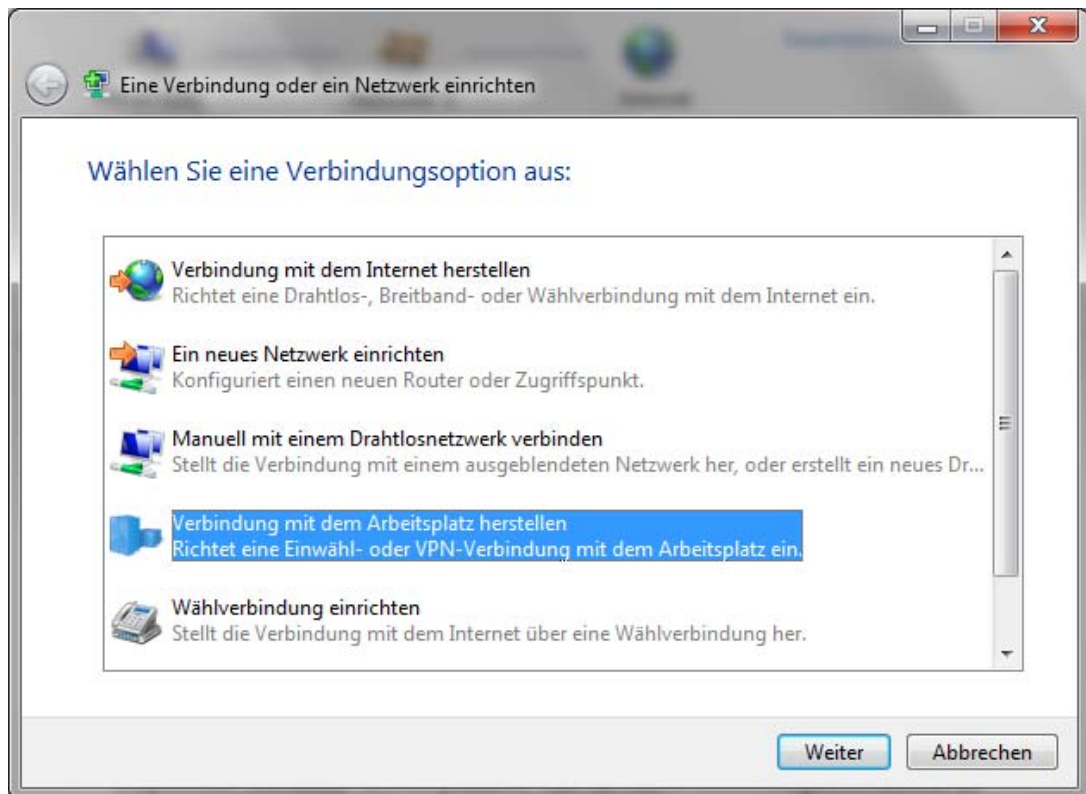 Eine Verbindung oder ein Netzwerk einrichten
Wählen Sie eine Verbindungsoption aus:
Verbindung mit dem Internet herstellen
Richtet eine Drahtlos-, Breitband- oder Wählverbindung mit dem Internet ein.
Ein neues Netzwerk einrichten
Konfiguriert einen neuen Router oder Zugriffspunkt.
Manuell mit einem Drahtlosnetzwerk verbinden
Stellt die Verbindung mit einem ausgeblendeten Netzwerk her, oder erstellt ein neues Dr...
Verbindung mit dem Arbeitsplatz herstellen
Richtet eine Einwähl- oder VPN-Verbindung mit dem Arbeitsplatz ein.
Wählverbindung einrichten
Stellt die Verbindung mit dem Internet über eine Wählverbindung her.
Weiter
Abbrechen